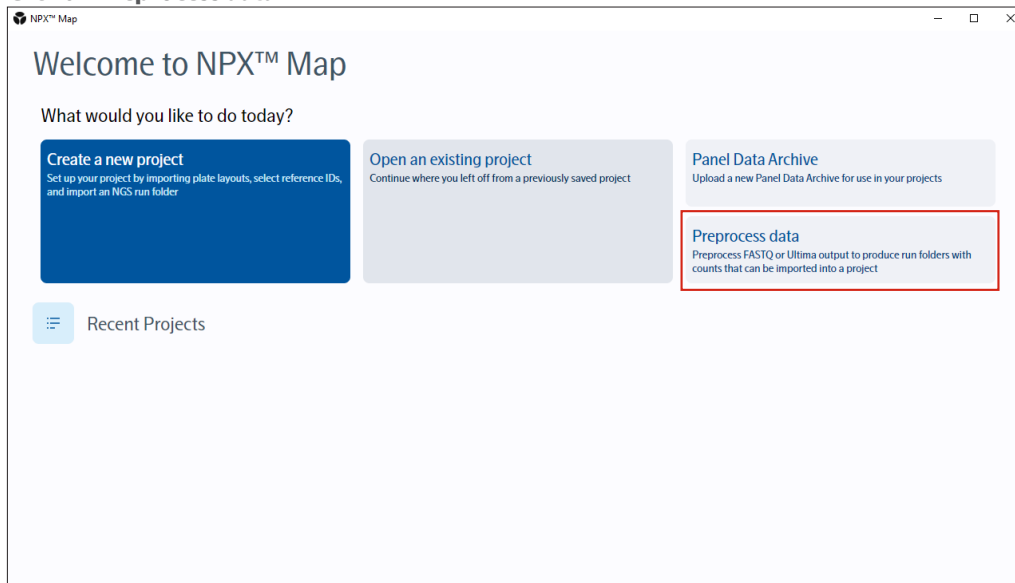 NPX™ Map
Welcome to NPX™ Map
What would you like to do today?
Create a new project
Set up your project by importing plate layouts, select reference IDs,
and import an NGS run folder
Open an existing project
Continue where you left off from a previously saved project
Panel Data Archive
Upload a new Panel Data Archive for use in your projects
Preprocess data
Preprocess FASTQ or Ultima output to produce run folders with
counts that can be imported into a project
Recent Projects